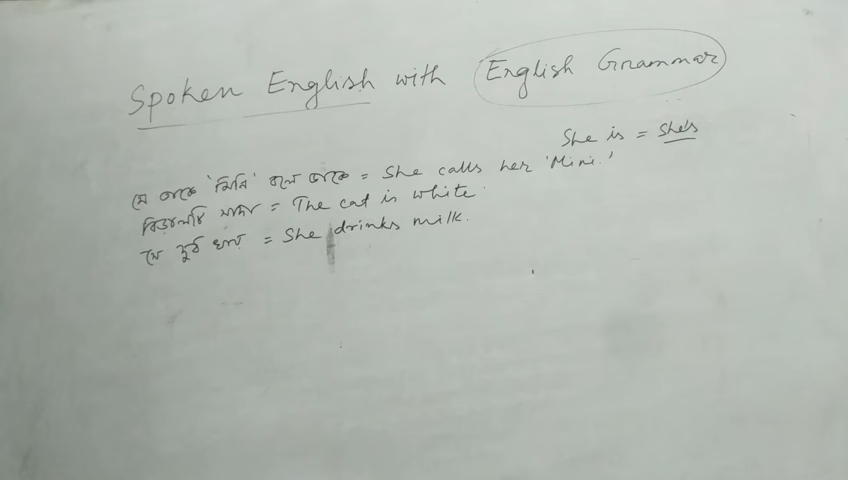 Spoken English with English Grammar
She is = She's
সে তাকে 'মিনি' বলে ডাকে = She calls her 'Mini.'
বিড়ালটি সাদা = The cat is white.
সে দুধ খায় = She drinks milk.